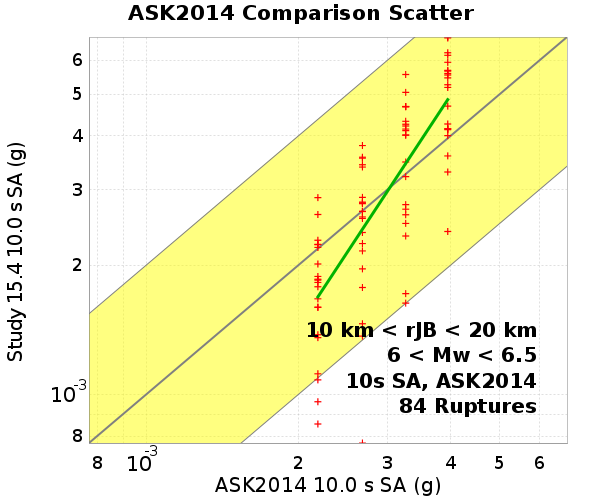 ASK2014 Comparison Scatter
Study 15.4 10.0 s SA (g)
6
5
4
3
2
10-3
8
10 km < rJB < 20 km
6 < Mw < 6.5
10s SA, ASK2014
84 Ruptures
8 10-3 2 3 4 5 6
ASK2014 10.0 s SA (g)